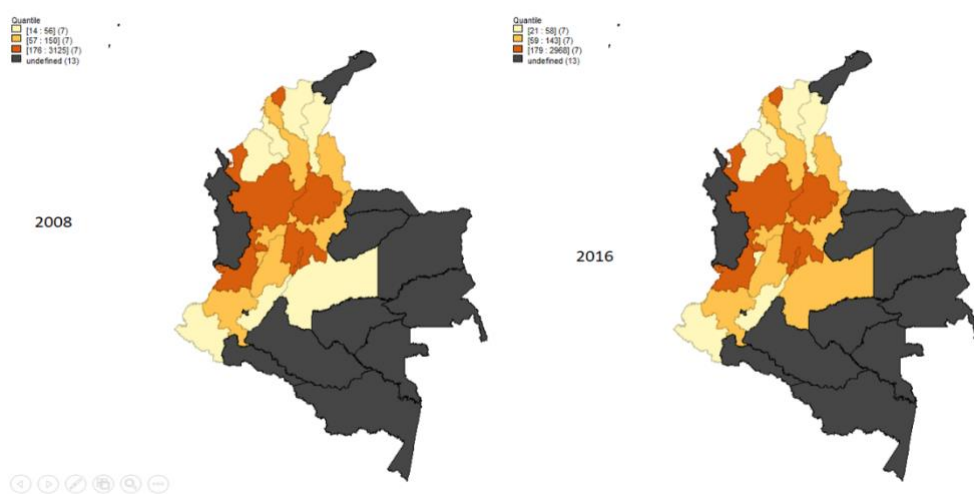 Quantile
[14 : 56] (7)
[57 : 150] (7)
[176 : 3125] (7)
undefined (13)
2008
Quantile
[21 : 58] (7)
[59 : 143] (7)
[179 : 2968] (7)
undefined (13)
2016